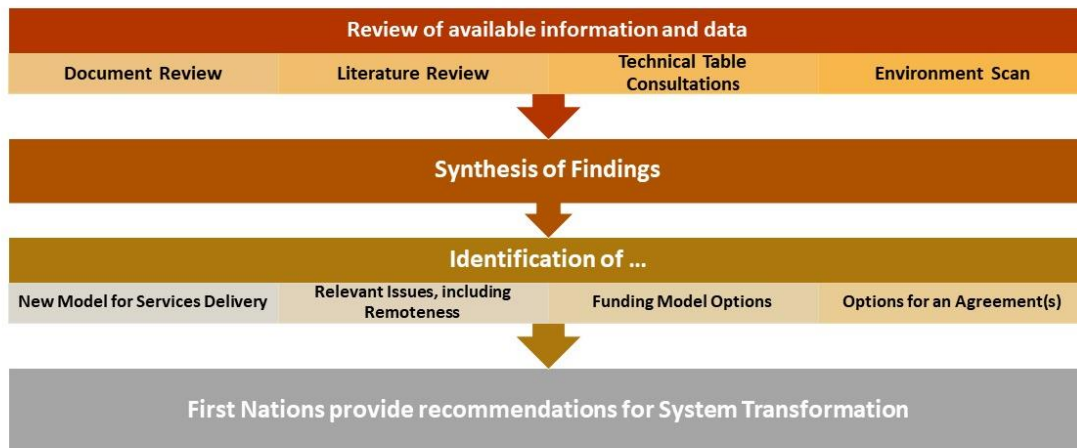 Review of available information and data
Document Review
Literature Review
Technical Table
Consultations
Environment Scan
Synthesis of Findings
Identification of ...
New Model for Services Delivery
Relevant Issues, including
Remoteness
Funding Model Options
Options for an Agreement(s)
First Nations provide recommendations for System Transformation